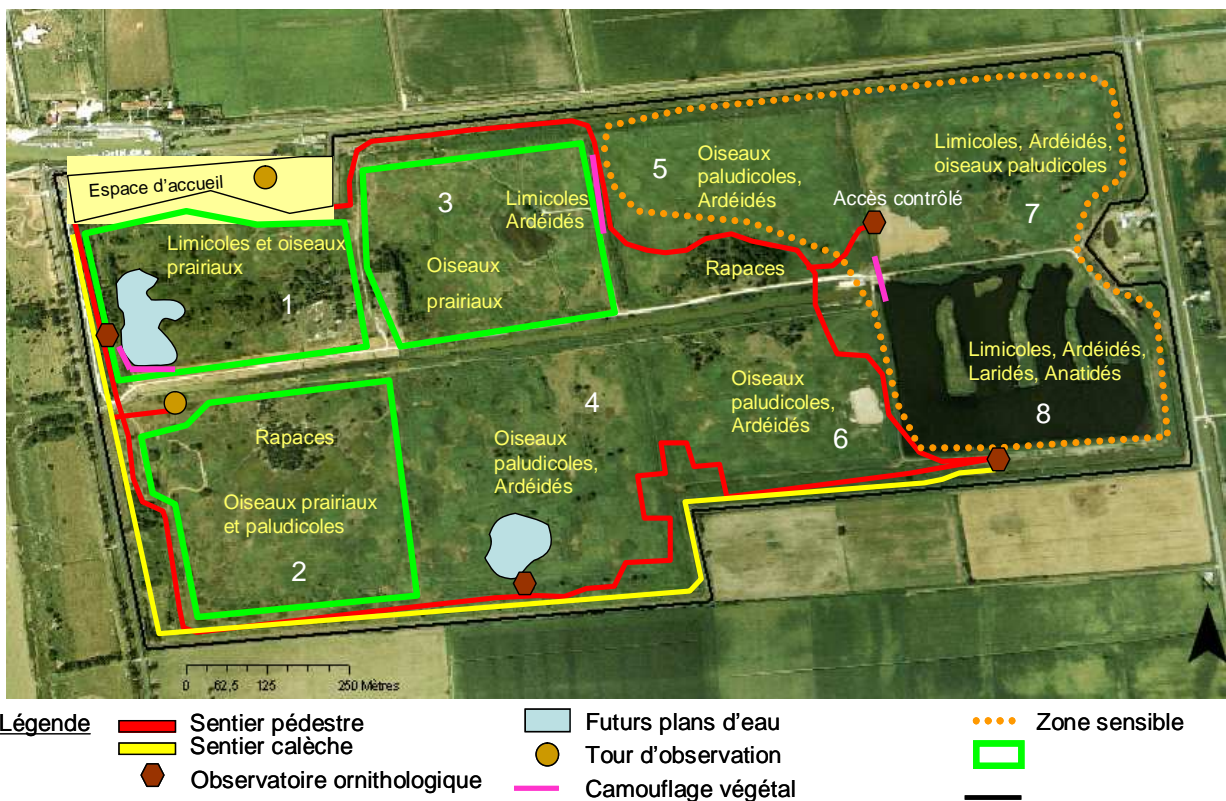 Espace d'accueil
Limicoles et oiseaux
prairiaux
1
3
Limicoles
Ardéidés
Oiseaux
prairiaux
5
Oiseaux
paludicoles,
Ardéidés
Limicoles, Ardéidés,
oiseaux paludicoles
Accès contrôlé
7
Rapaces
Rapaces
Oiseaux prairiaux
et paludicoles
2
4
Oiseaux
paludicoles,
Ardéidés
Oiseaux
paludicoles,
Ardéidés
6
Limicoles, Ardéidés,
Laridés, Anatidés
8
0 62,5 125 250 Mètres
Légende
Sentier pédestre
Sentier calèche
Observatoire ornithologique
Futurs plans d'eau
Tour d'observation
Camouflage végétal
Zone sensible